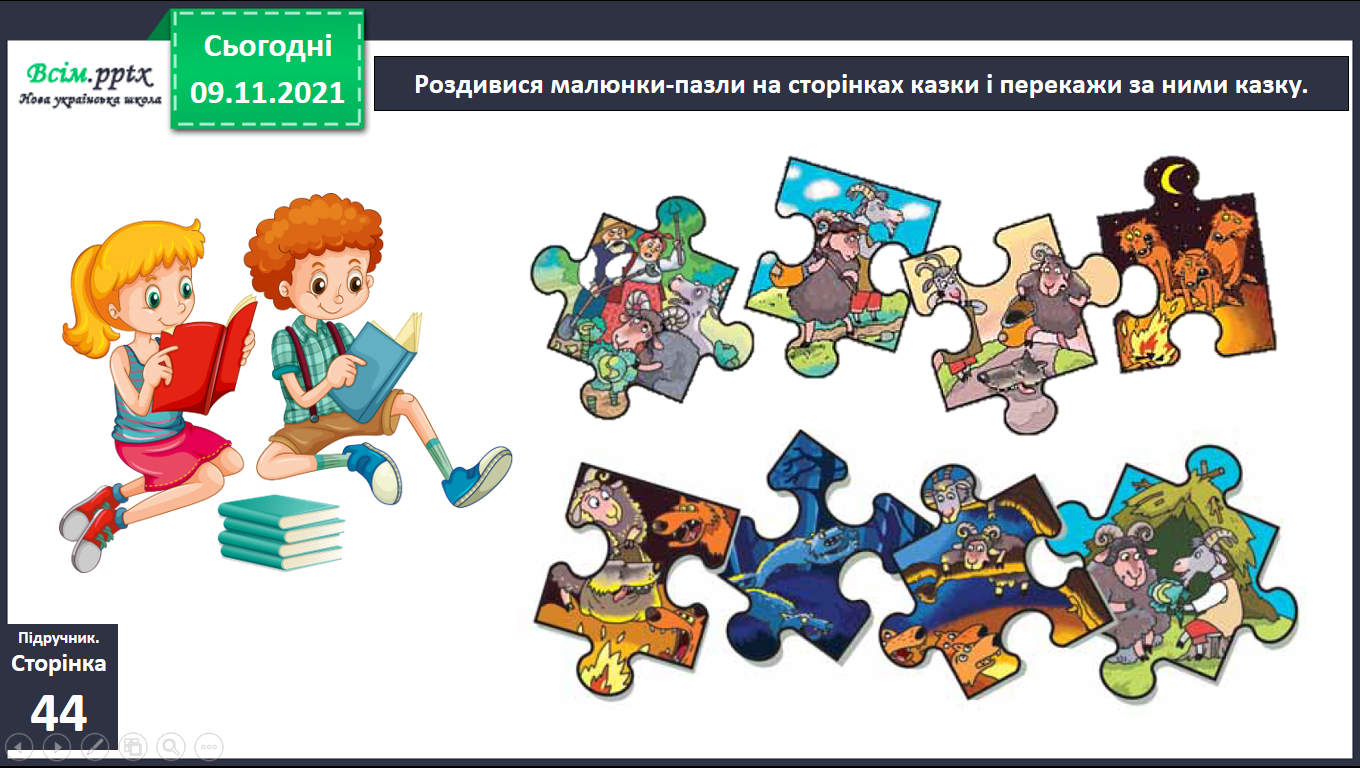 Всім.pptx
Нова українська школа
Сьогодні
09.11.2021
Роздивися малюнки-пазли на сторінках казки і перекажи за ними казку.
Підручник.
Сторінка
44